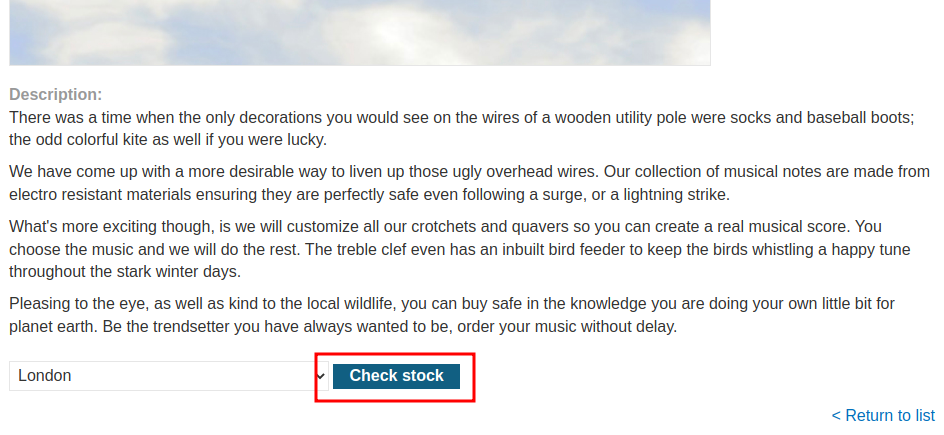 Description:
There was a time when the only decorations you would see on the wires of a wooden utility pole were socks and baseball boots;
the odd colorful kite as well if you were lucky.
We have come up with a more desirable way to liven up those ugly overhead wires. Our collection of musical notes are made from
electro resistant materials ensuring they are perfectly safe even following a surge, or a lightning strike.
What's more exciting though, is we will customize all our crotchets and quavers so you can create a real musical score. You
choose the music and we will do the rest. The treble clef even has an inbuilt bird feeder to keep the birds whistling a happy tune
throughout the stark winter days.
Pleasing to the eye, as well as kind to the local wildlife, you can buy safe in the knowledge you are doing your own little bit for
planet earth. Be the trendsetter you have always wanted to be, order your music without delay.
London Check stock
< Return to list